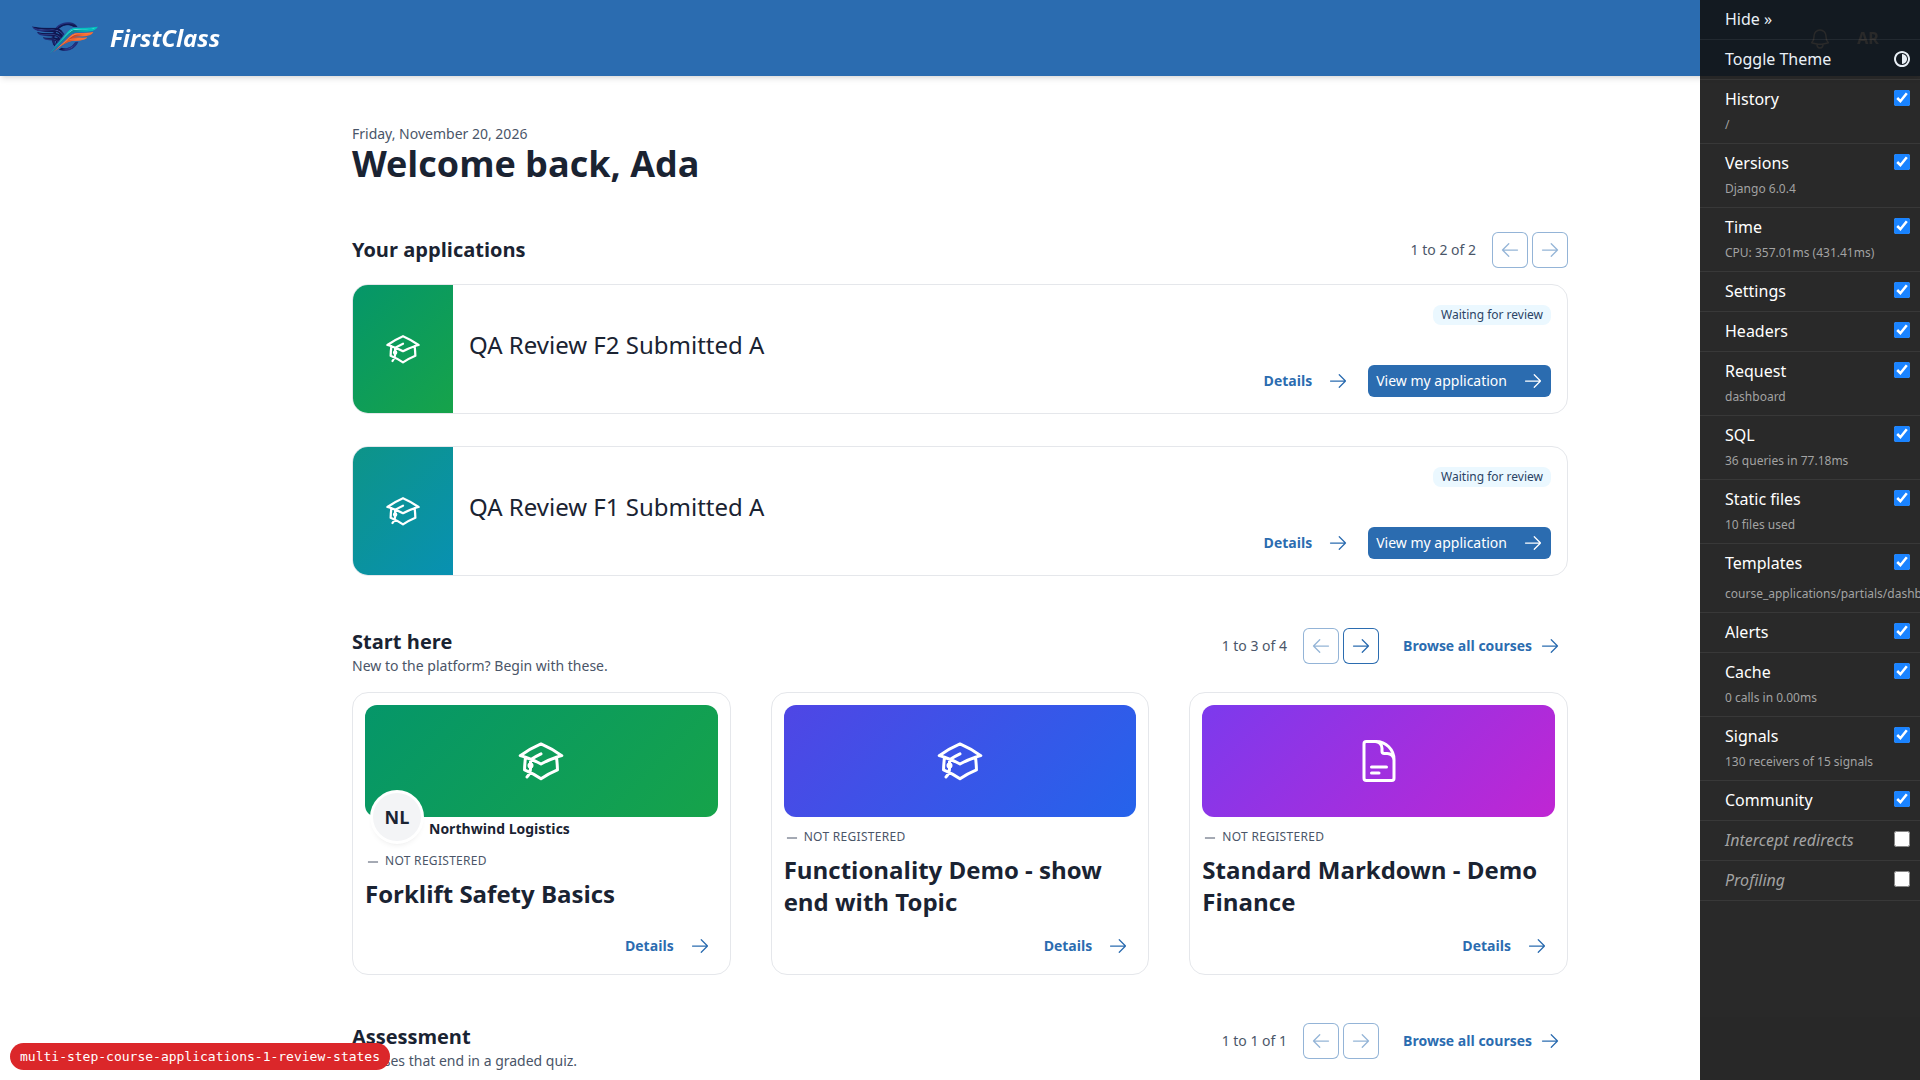 FirstClass
Friday, November 20, 2026
Welcome back, Ada
Your applications
1 to 2 of 2
Waiting for review
QA Review F2 Submitted A
Details
View my application
Waiting for review
QA Review F1 Submitted A
Details
View my application
Start here
New to the platform? Begin with these.
1 to 3 of 4
Browse all courses
NL
Northwind Logistics
NOT REGISTERED
Forklift Safety Basics
Details
NOT REGISTERED
Functionality Demo - show
end with Topic
Details
NOT REGISTERED
Standard Markdown - Demo
Finance
Details
Assessment
1 to 1 of 1
Browse all courses
that end in a graded quiz.
multi-step-course-applications-1-review-states
Hide »
AR
Toggle Theme
History
/
Versions
Django 6.0.4
Time
CPU: 357.01ms (431.41ms)
Settings
Headers
Request
dashboard
SQL
36 queries in 77.18ms
Static files
10 files used
Templates
course_applications/partials/dashb
Alerts
Cache
0 calls in 0.00ms
Signals
130 receivers of 15 signals
Community
Intercept redirects
Profiling